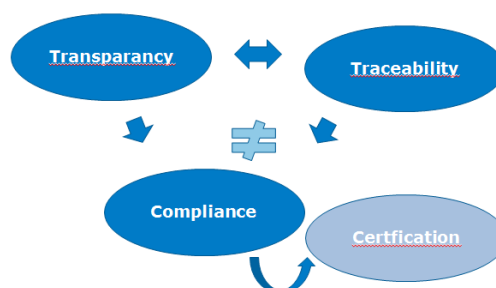 Transparancy
Traceability
≠
Compliance
Certfication